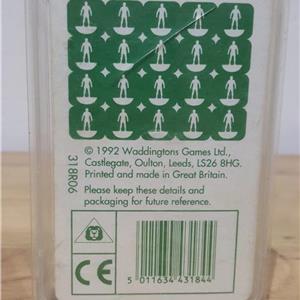 © 1992 Waddingtons Games Ltd.,
Castlegate, Oulton, Leeds, LS26 8HG.
Printed and made in Great Britain.
Please keep these details and
packaging for future reference.
318R06
CE
5 011634 431844